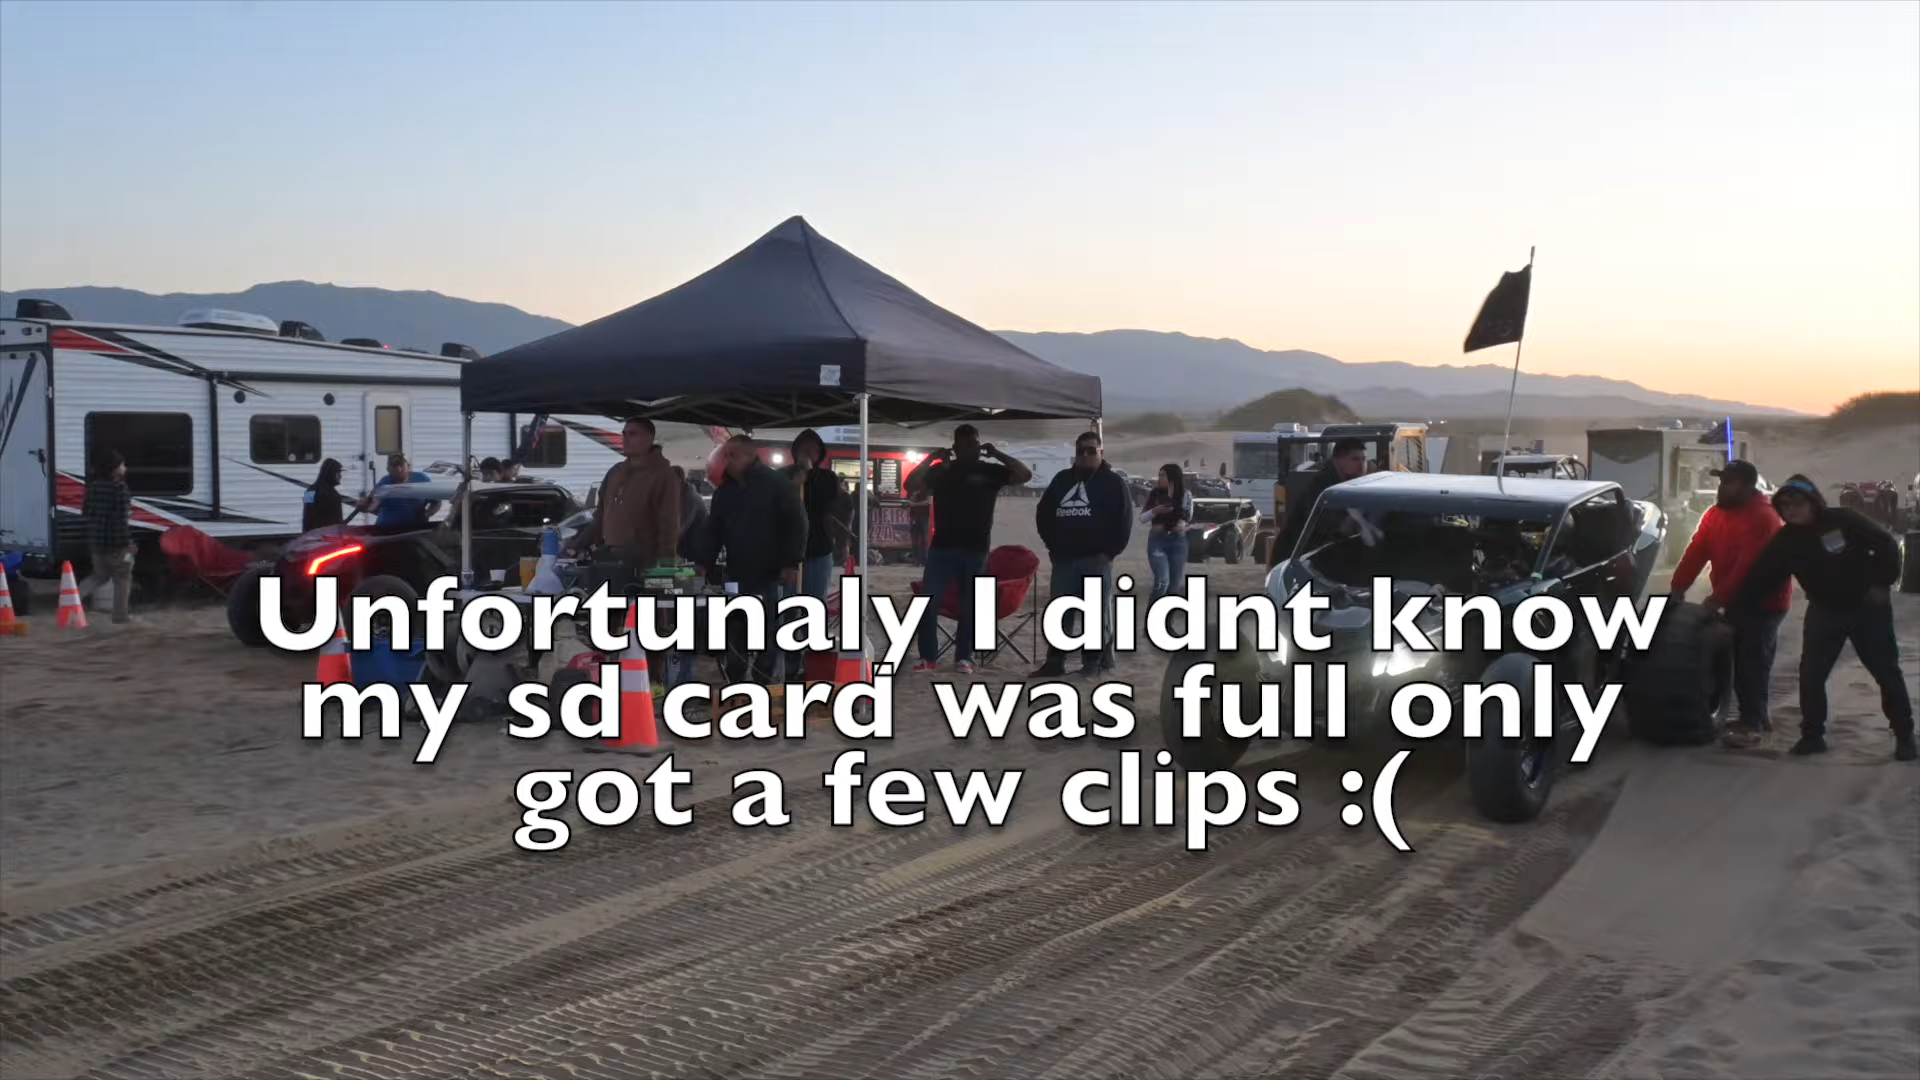 Unfortunaly I didnt know
my sd card was full only
got a few clips :(
Reebok